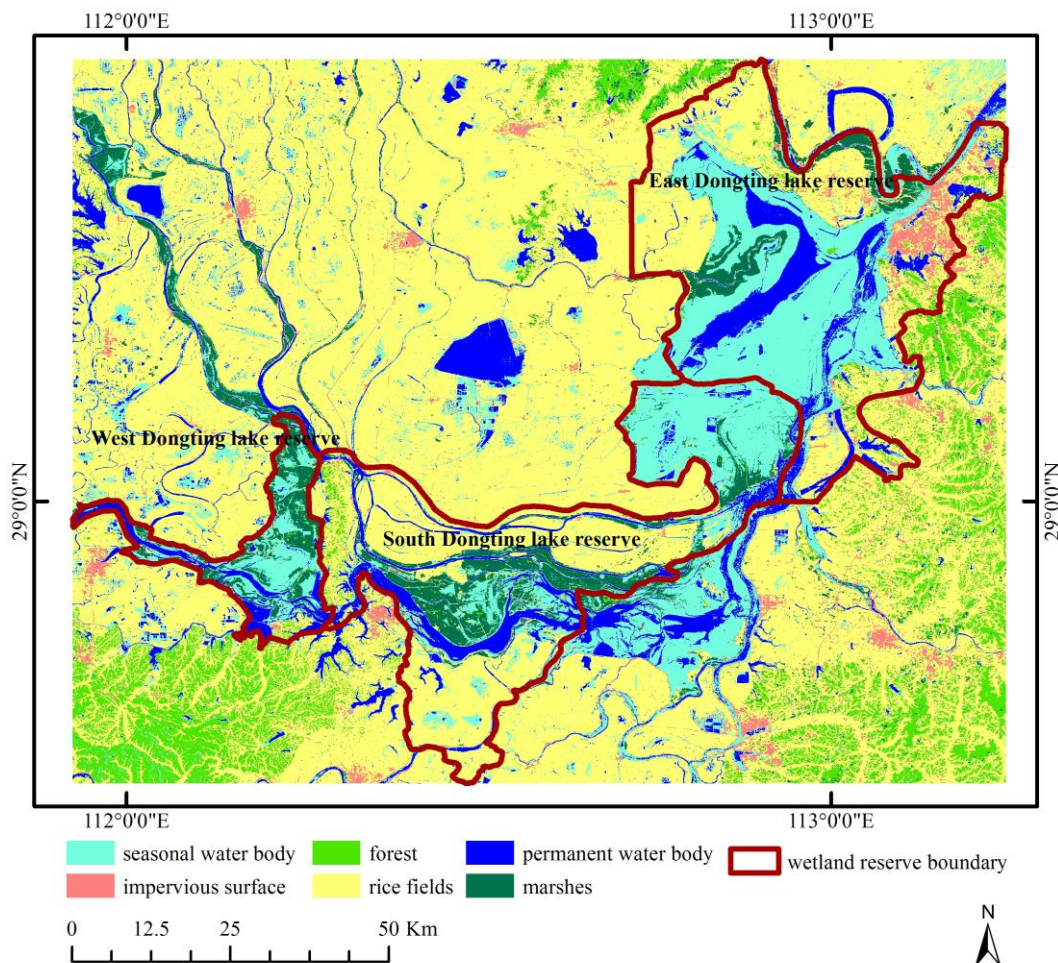 112°0'0"E 113°0'0"E
East Dongting lake reserve
West Dongting lake reserve
29°0'0"N 29°0'0"N
South Dongting lake reserve
112°0'0"E 113°0'0"E
seasonal water body forest permanent water body wetland reserve boundary
impervious surface rice fields marshes
0 12.5 25 50 Km
N